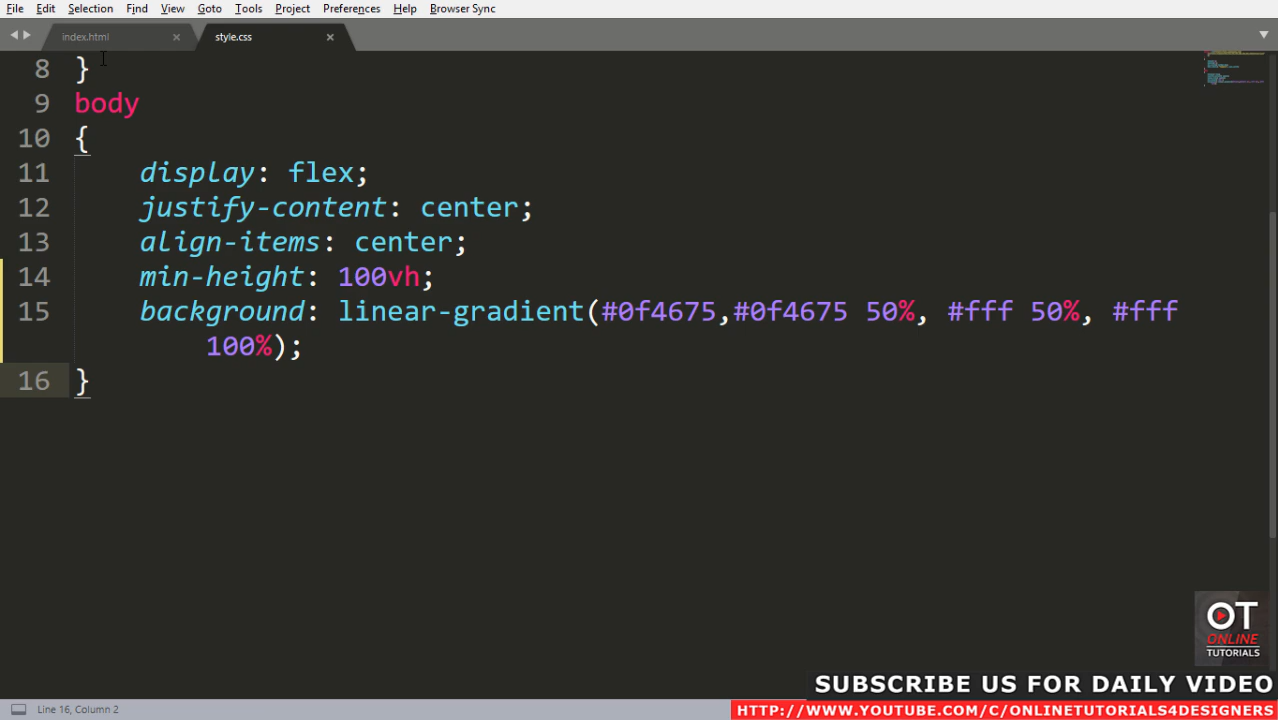 File Edit Selection Find View Goto Tools Project Preferences Help Browser Sync
index.html × style.css ×
8 }
9 body
10 {
11 display: flex;
12 justify-content: center;
13 align-items: center;
14 min-height: 100vh;
15 background: linear-gradient(#0f4675,#0f4675 50%, #fff 50%, #fff
100%);
16 }
OT
ONLINE
TUTORIALS
SUBSCRIBE US FOR DAILY VIDEO
HTTP://WWW.YOUTUBE.COM/C/ONLINETUTORIALS4DESIGNERS
Line 16, Column 2